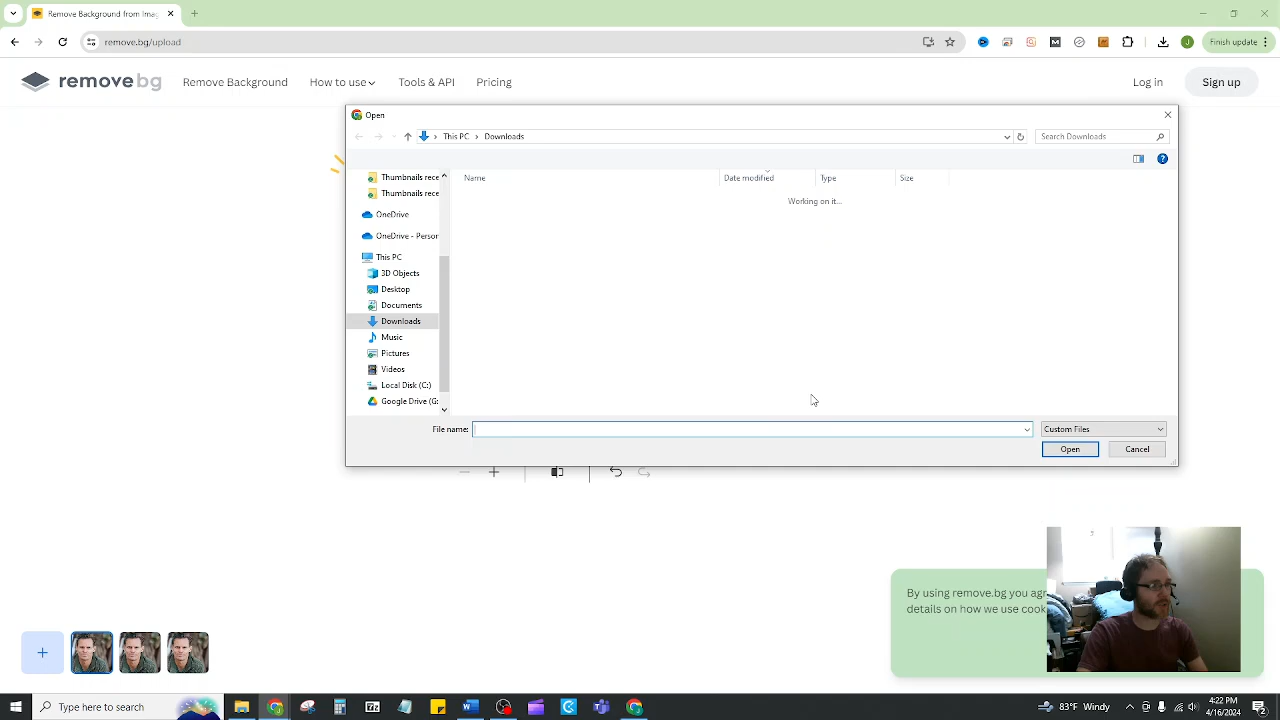 Remove Background from Imag
remove.bg/upload
Finish update
J
removebg
Remove Background
How to use
Tools & API
Pricing
Log in
Sign up
Open
This PC
Downloads
Search Downloads
Thumbnails rece
Thumbnails rece
OneDrive
OneDrive - Person
This PC
3D Objects
Desktop
Documents
Downloads
Music
Pictures
Videos
Local Disk (C:)
Google Drive (G:
Name
Date modified
Type
Size
Working on it...
File name:
Custom Files
Open
Cancel
By using remove.bg you agr
details on how we use cook
Type here to search
83°F Windy
4:22 PM
4/16/2024